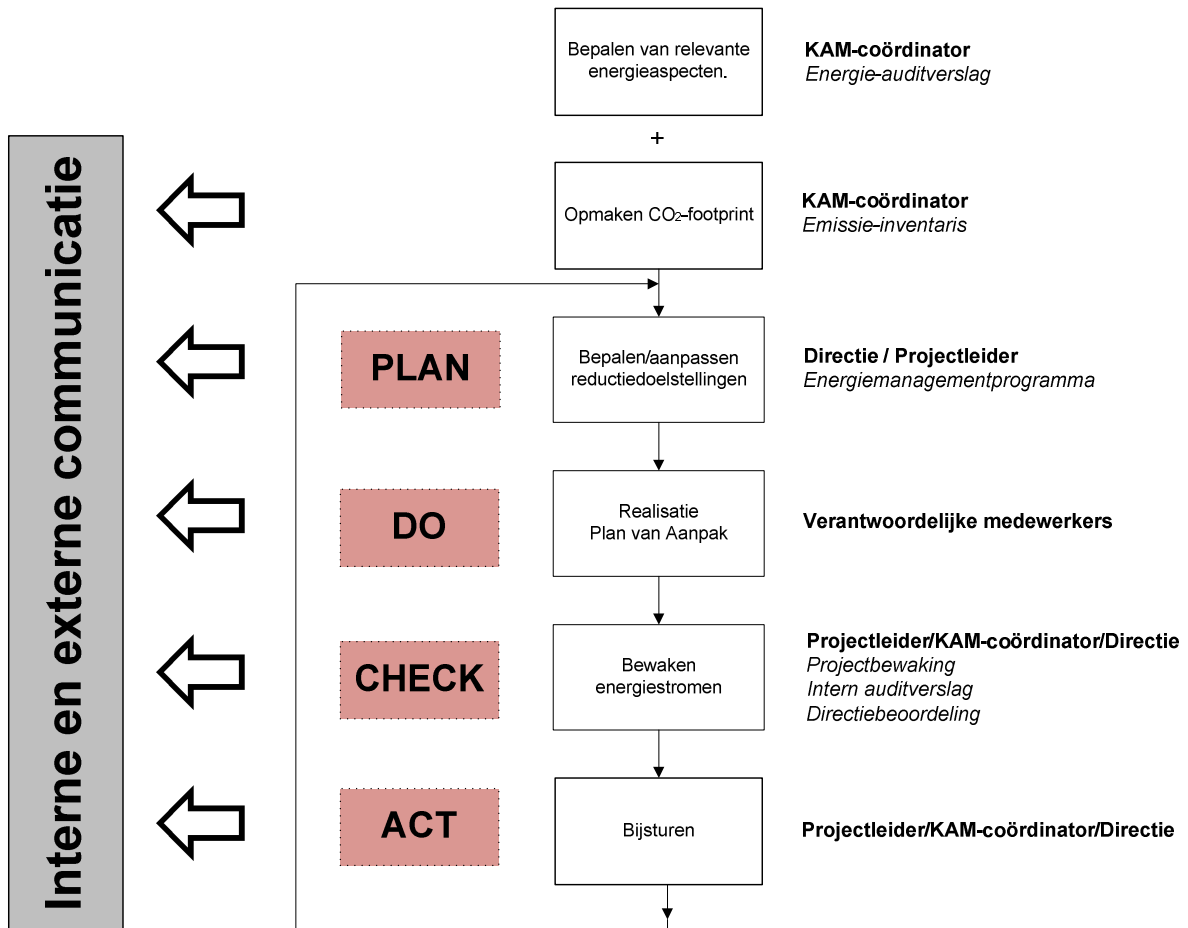 Interne en externe communicatie
Bepalen van relevante
energieaspecten.
KAM-coördinator
Energie-auditverslag
+
Opmaken CO2-footprint
KAM-coördinator
Emissie-inventaris
PLAN
Bepalen/aanpassen
reductiedoelstellingen
Directie / Projectleider
Energiemanagementprogramma
DO
Realisatie
Plan van Aanpak
Verantwoordelijke medewerkers
CHECK
Bewaken
energiestromen
Projectleider/KAM-coördinator/Directie
Projectbewaking
Intern auditverslag
Directiebeoordeling
ACT
Bijsturen
Projectleider/KAM-coördinator/Directie